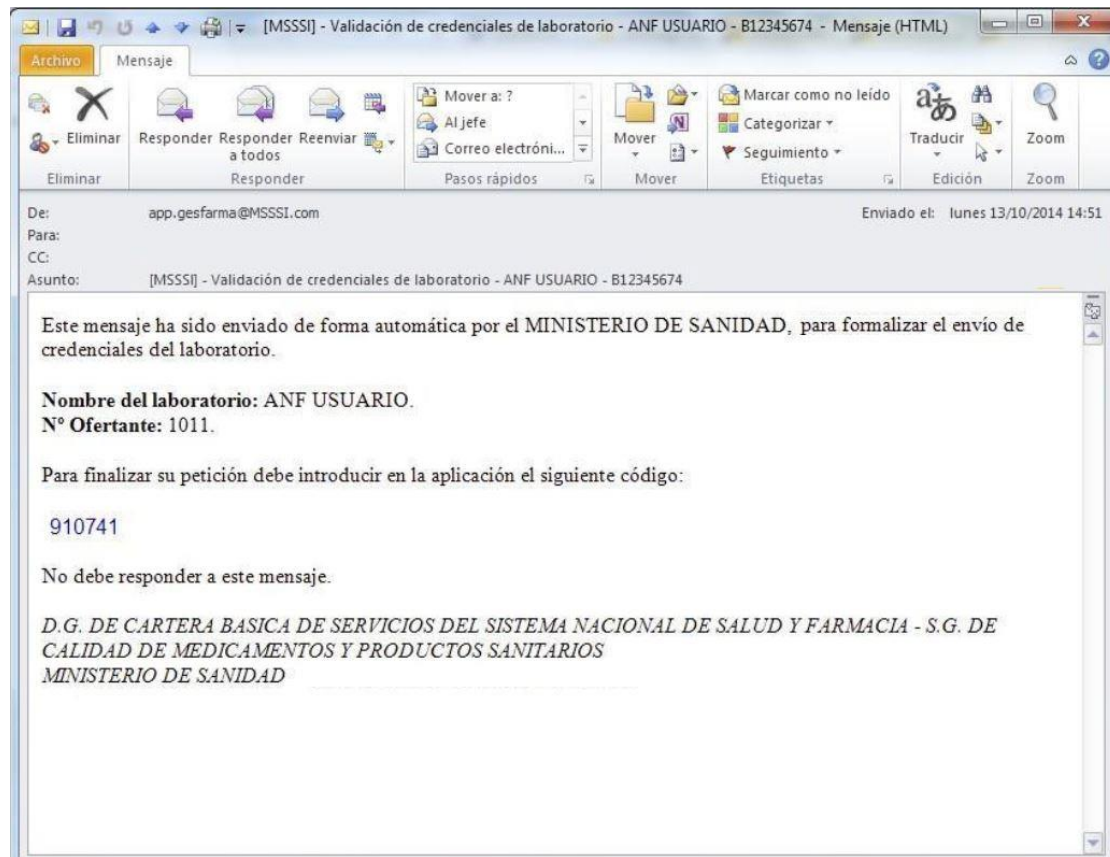 [MSSSI] - Validación de credenciales de laboratorio - ANF USUARIO - B12345674 - Mensaje (HTML)
Archivo Mensaje
Eliminar
Responder Responder a todos Reenviar
Mover a: ?
Al jefe
Correo electróni...
Mover
Marcar como no leído
Categorizar
Seguimiento
Traducir
Zoom
Eliminar Responder Pasos rápidos Mover Etiquetas Edición Zoom
De: app.gesfarma@MSSSI.com Enviado el: lunes 13/10/2014 14:51
Para:
CC:
Asunto: [MSSSI] - Validación de credenciales de laboratorio - ANF USUARIO - B12345674
Este mensaje ha sido enviado de forma automática por el MINISTERIO DE SANIDAD, para formalizar el envío de
credenciales del laboratorio.
Nombre del laboratorio: ANF USUARIO.
Nº Ofertante: 1011.
Para finalizar su petición debe introducir en la aplicación el siguiente código:
910741
No debe responder a este mensaje.
D.G. DE CARTERA BASICA DE SERVICIOS DEL SISTEMA NACIONAL DE SALUD Y FARMACIA - S.G. DE
CALIDAD DE MEDICAMENTOS Y PRODUCTOS SANITARIOS
MINISTERIO DE SANIDAD